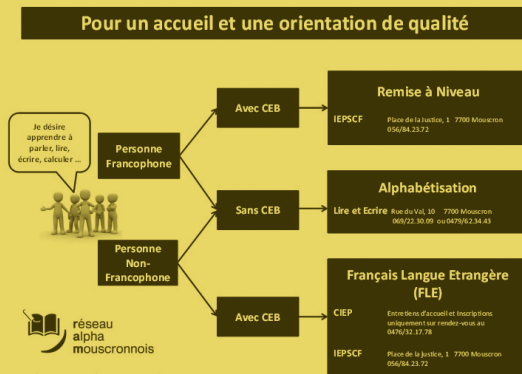 Pour un accueil et une orientation de qualité
Je désire
apprendre à
parler, lire,
écrire, calculer ...
Personne
Francophone
Personne
Non-
Francophone
Avec CEB
Sans CEB
Avec CEB
Remise à Niveau
IEPSCF Place de la Justice, 1 7700 Mouscron
056/84.23.72
Alphabétisation
Lire et Ecrire Rue du Val, 10 7700 Mouscron
069/22.30.09 ou 0479/62.34.43
Français Langue Etrangère
(FLE)
CIEP Entretiens d'accueil et Inscriptions
uniquement sur rendez-vous au
0476/32.17.78
IEPSCF Place de la justice, 1 7700 Mouscron
056/84.23.72
réseau
alpha
mouscronnois